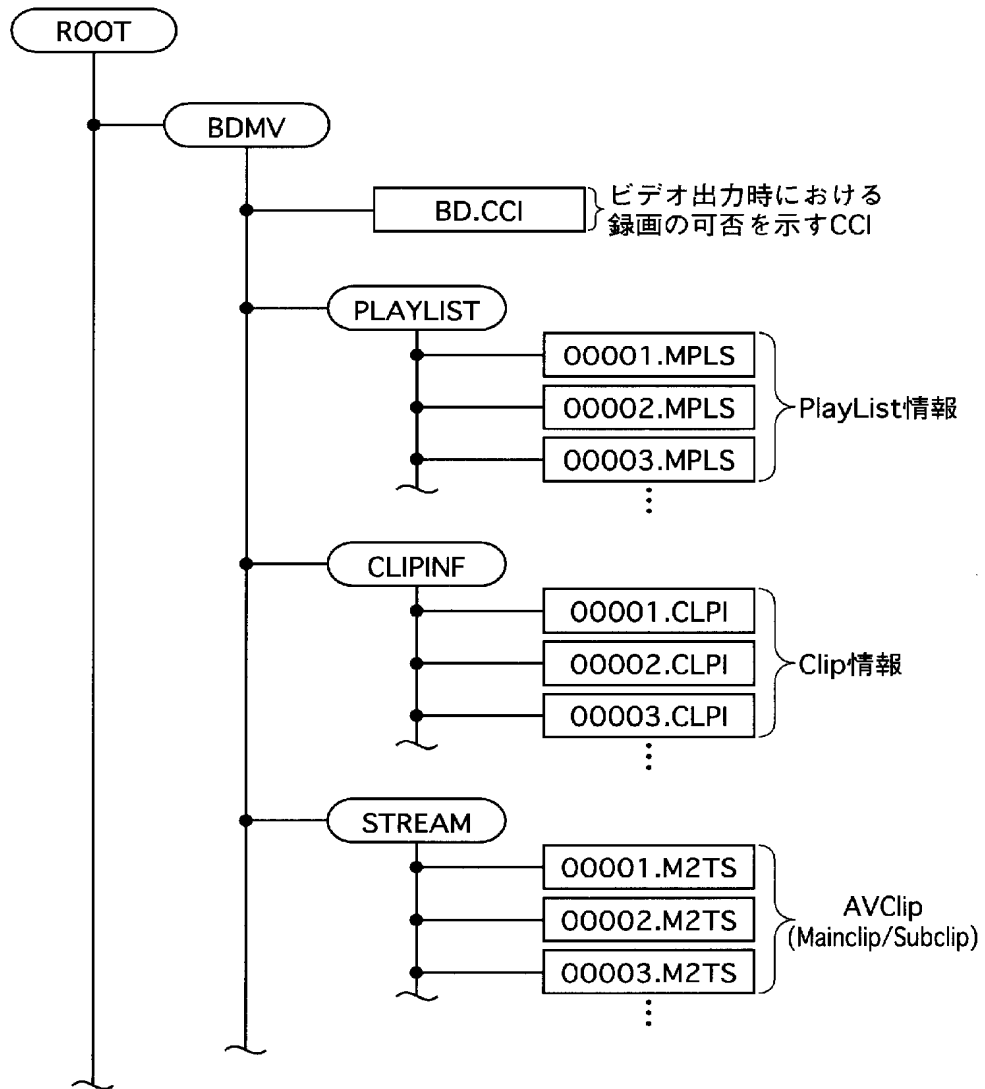 ROOT
BDMV
BD.CCI
ビデオ出力時における
録画の可否を示すCCI
PLAYLIST
00001.MPLS
00002.MPLS
00003.MPLS
PlayList情報
CLIPINF
00001.CLPI
00002.CLPI
00003.CLPI
Clip情報
STREAM
00001.M2TS
00002.M2TS
00003.M2TS
AVClip
(Mainclip/Subclip)